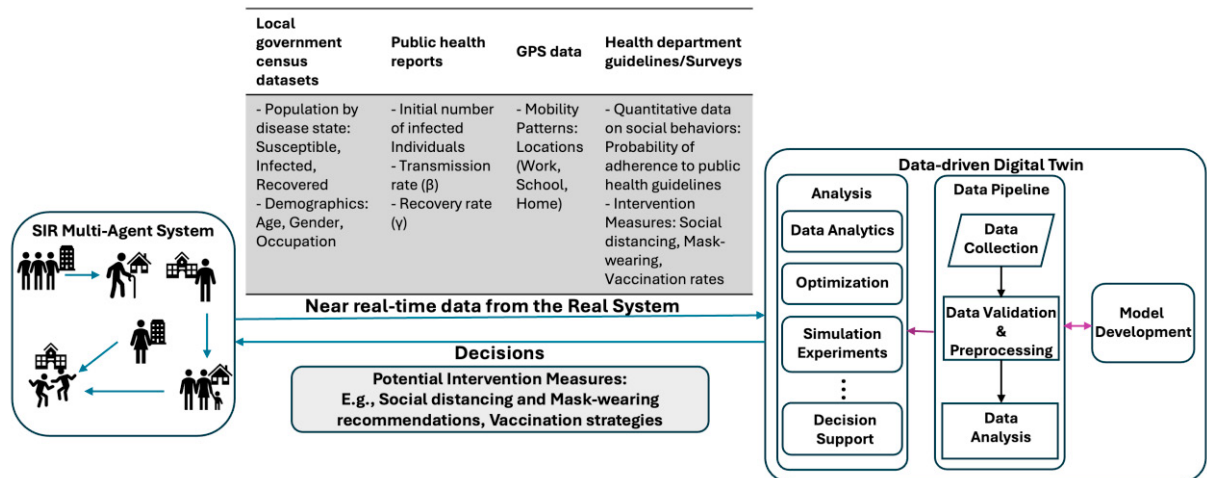 Local
government
census
datasets
Public health
reports
GPS data
Health department
guidelines/Surveys
- Population by
disease state:
Susceptible,
Infected,
Recovered
- Demographics:
Age, Gender,
Occupation
- Initial number
of infected
Individuals
- Transmission
rate (β)
- Recovery rate
(γ)
- Mobility
Patterns:
Locations
(Work,
School,
Home)
- Quantitative data
on social behaviors:
Probability of
adherence to public
health guidelines
- Intervention
Measures: Social
distancing, Mask-
wearing,
Vaccination rates
SIR Multi-Agent System
Near real-time data from the Real System
Decisions
Potential Intervention Measures:
E.g., Social distancing and Mask-wearing
recommendations, Vaccination strategies
Data-driven Digital Twin
Analysis
Data Analytics
Optimization
Simulation
Experiments
Decision
Support
Data Pipeline
Data
Collection
Data Validation
&
Preprocessing
Data
Analysis
Model
Development